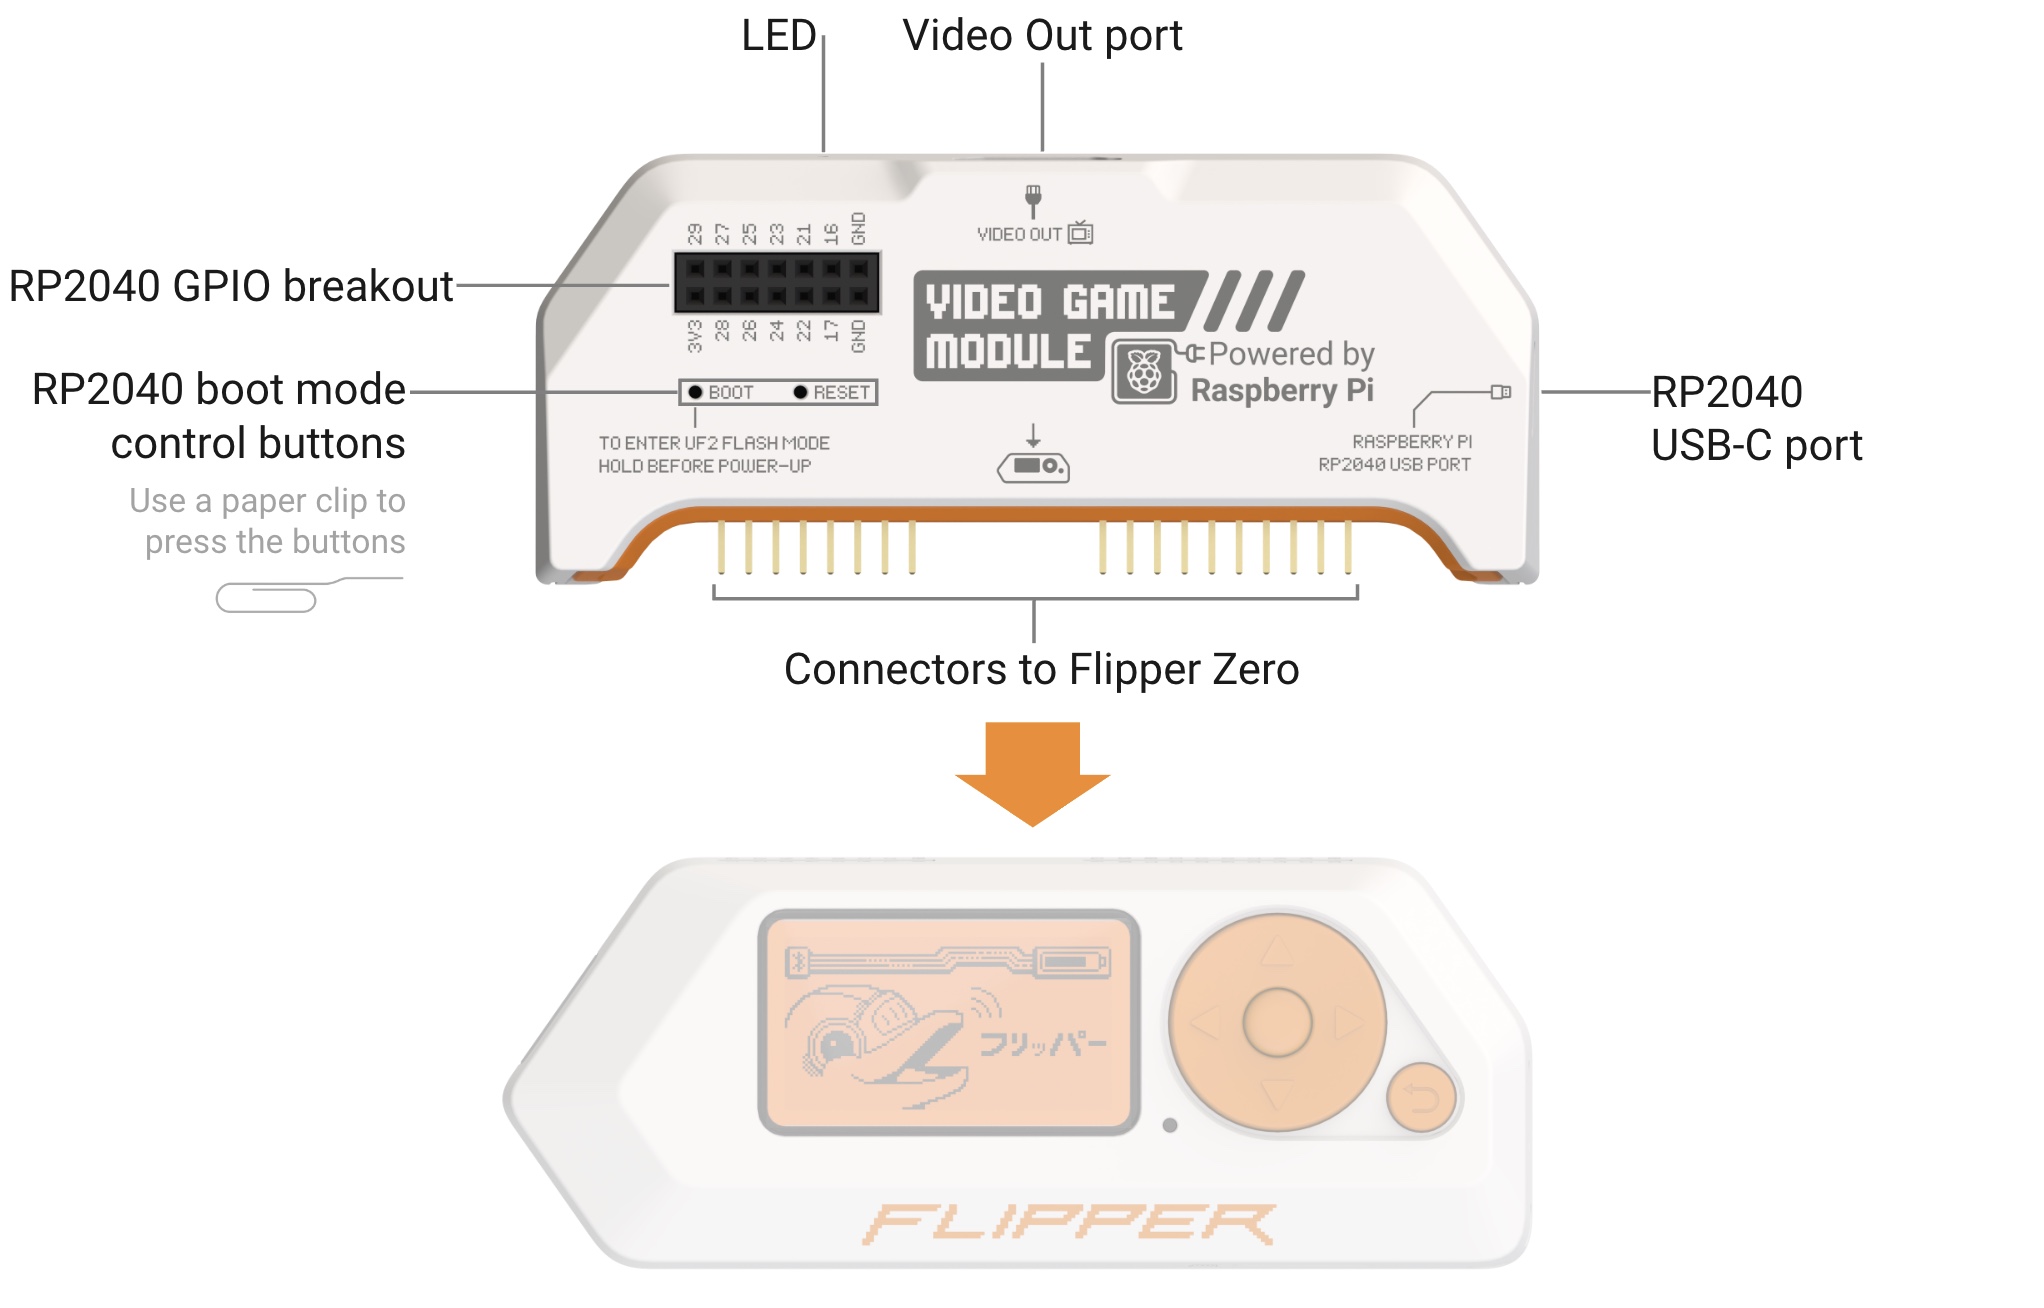 LED
Video Out port
29 27 25 23 21 16 GND
VIDEO OUT
RP2040 GPIO breakout
3V3 28 26 24 22 17 GND
VIDEO GAME
MODULE
Powered by
Raspberry Pi
RP2040 boot mode
control buttons
Use a paper clip to
press the buttons
BOOT RESET
TO ENTER UF2 FLASH MODE
HOLD BEFORE POWER-UP
RASPBERRY PI
RP2040 USB PORT
RP2040
USB-C port
Connectors to Flipper Zero
フリッパー
FLIPPER